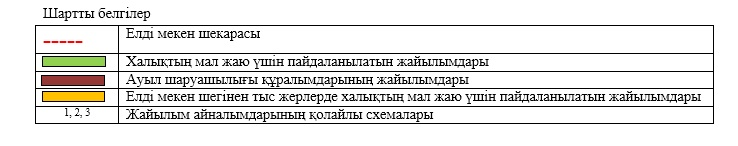 Шартты белгілер
Елді мекен шекарасы
Халықтың мал жаю үшін пайдаланылатын жайылымдары
Ауыл шаруашылығы құралымдарының жайылымдары
Елді мекен шегінен тыс жерлерде халықтың мал жаю үшін пайдаланылатын жайылымдары
1, 2, 3 Жайылым айналымдарының қолайлы схемалары